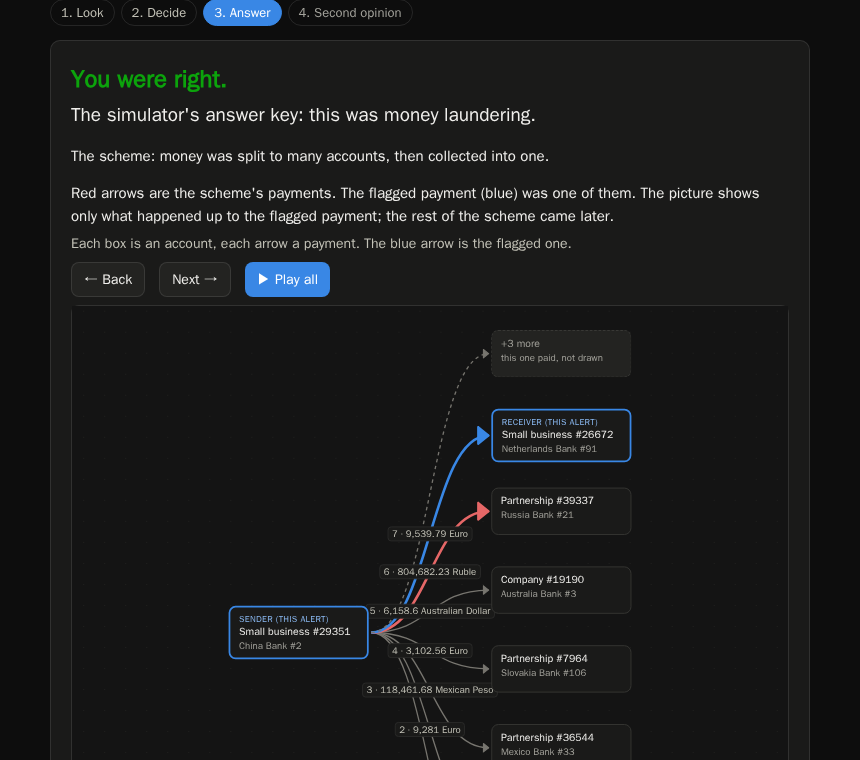 1. Look
2. Decide
3. Answer
4. Second opinion
You were right.
The simulator's answer key: this was money laundering.
The scheme: money was split to many accounts, then collected into one.
Red arrows are the scheme's payments. The flagged payment (blue) was one of them. The picture shows
only what happened up to the flagged payment; the rest of the scheme came later.
Each box is an account, each arrow a payment. The blue arrow is the flagged one.
← Back
Next →
▶ Play all
+3 more
this one paid, not drawn
RECEIVER (THIS ALERT)
Small business #26672
Netherlands Bank #91
Partnership #39337
Russia Bank #21
7 · 9,539.79 Euro
6 · 804,682.23 Ruble
Company #19190
Australia Bank #3
5 · 6,158.6 Australian Dollar
SENDER (THIS ALERT)
Small business #29351
China Bank #2
4 · 3,102.56 Euro
Partnership #7964
Slovakia Bank #106
3 · 118,461.68 Mexican Peso
2 · 9,281 Euro
Partnership #36544
Mexico Bank #33